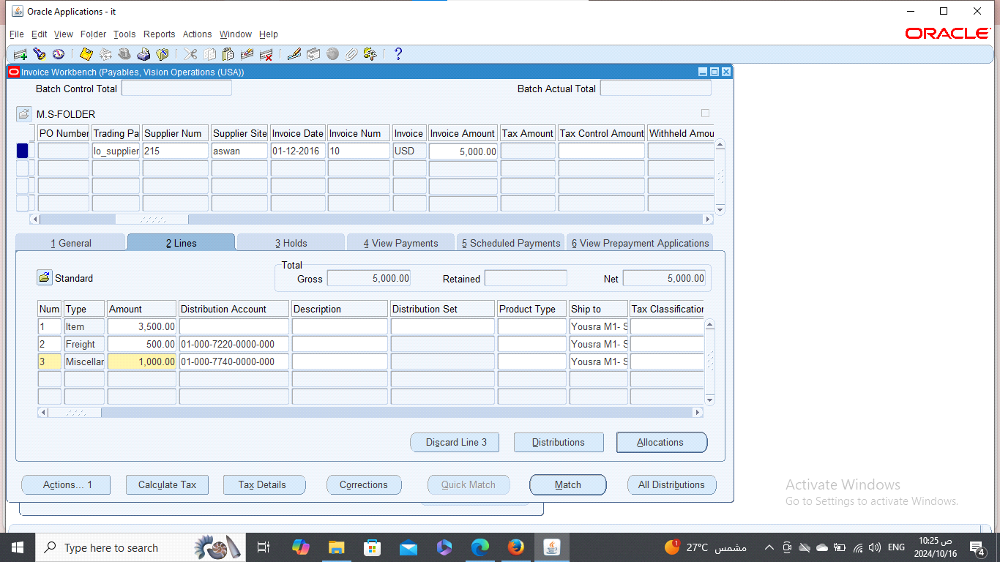 Oracle Applications - it
File Edit View Folder Tools Reports Actions Window Help
ORACLE
Invoice Workbench (Payables, Vision Operations (USA))
Batch Control Total Batch Actual Total
M.S-FOLDER
PO Number Trading Pa Supplier Num Supplier Site Invoice Date Invoice Num Invoice Invoice Amount Tax Amount Tax Control Amount Withheld Amou
lo_supplier 215 aswan 01-12-2016 10 USD 5,000.00
1 General 2 Lines 3 Holds 4 View Payments 5 Scheduled Payments 6 View Prepayment Applications
Total
Standard Gross 5,000.00 Retained Net 5,000.00
Num Type Amount Distribution Account Description Distribution Set Product Type Ship to Tax Classification
1 Item 3,500.00 Yousra M1- S
2 Freight 500.00 01-000-7220-0000-000 Yousra M1- S
3 Miscellar 1,000.00 01-000-7740-0000-000 Yousra M1- S
Discard Line 3 Distributions Allocations
Actions... 1 Calculate Tax Tax Details Corrections Quick Match Match All Distributions
Activate Windows
Go to Settings to activate Windows.
Type here to search 1 27°C مشمس ENG 10:25 ص
2024/10/16 4